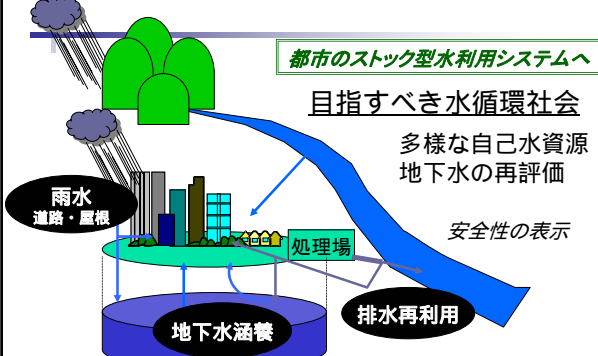 都市のストック型水利用システムへ
目指すべき水循環社会
多様な自己水資源
地下水の再評価
雨水
道路・屋根
安全性の表示
処理場
排水再利用
地下水涵養